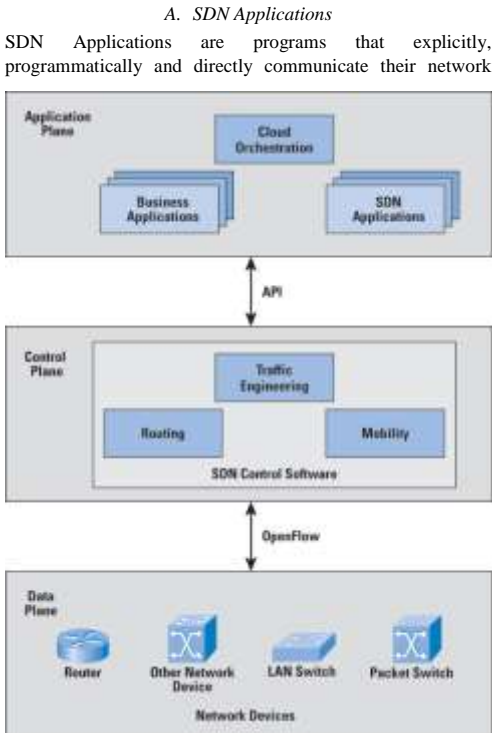 A. SDN Applications
SDN Applications are programs that explicitly,
programmatically and directly communicate their network
Application
Plane
Cloud
Orchestration
Business
Applications
SDN
Applications
API
Control
Plane
Traffic
Engineering
Routing
Mobility
SDN Control Software
OpenFlow
Data
Plane
Router
Other Network
Device
LAN Switch
Packet Switch
Network Devices